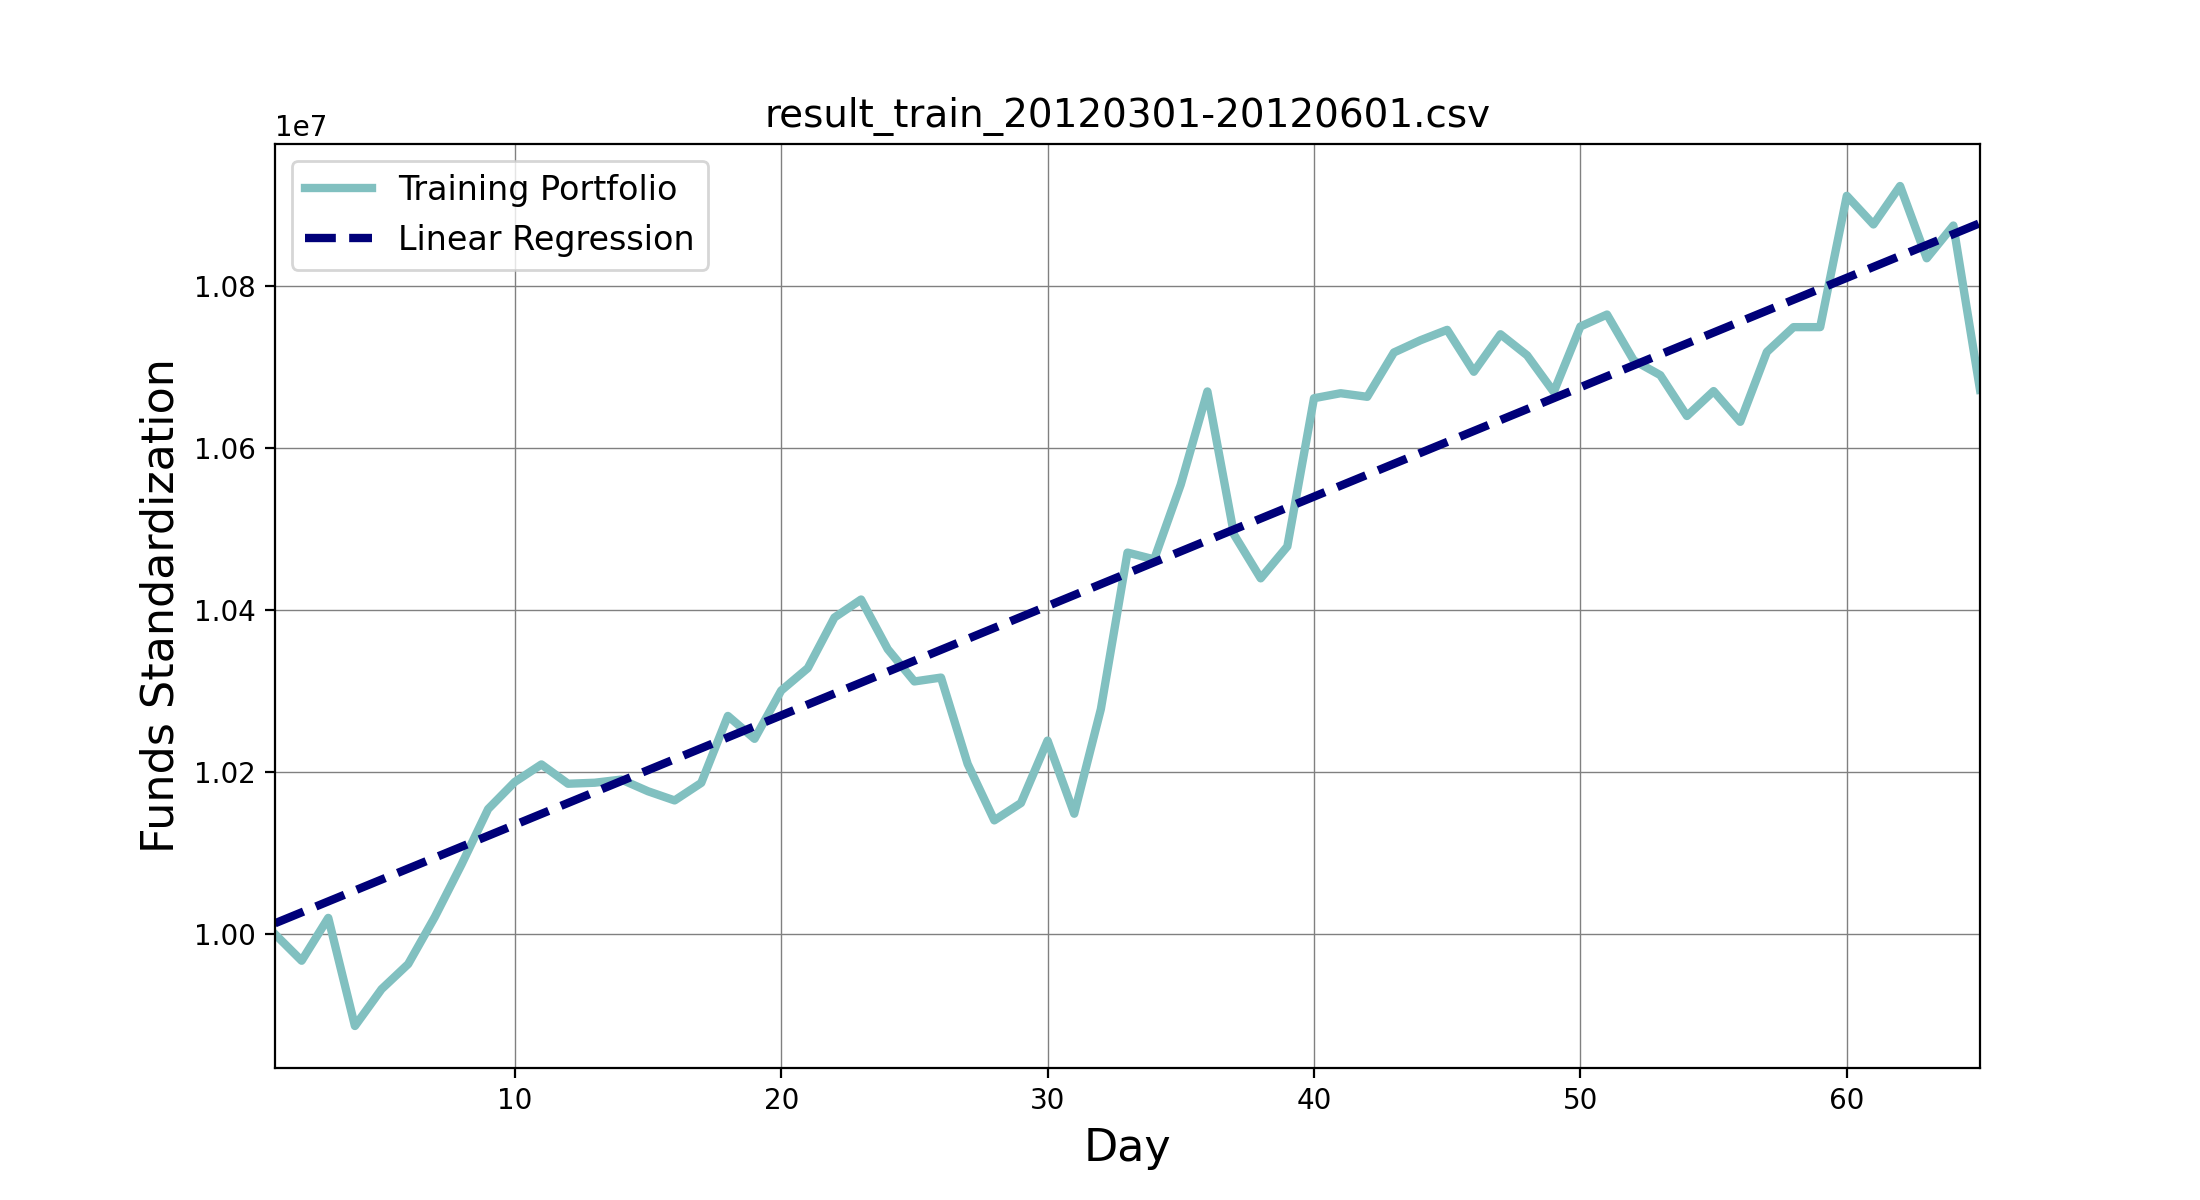 result_train_20120301-20120601.csv
1e7
Training Portfolio
Linear Regression
1.08
1.06
1.04
1.02
1.00
Funds Standardization
10 20 30 40 50 60
Day